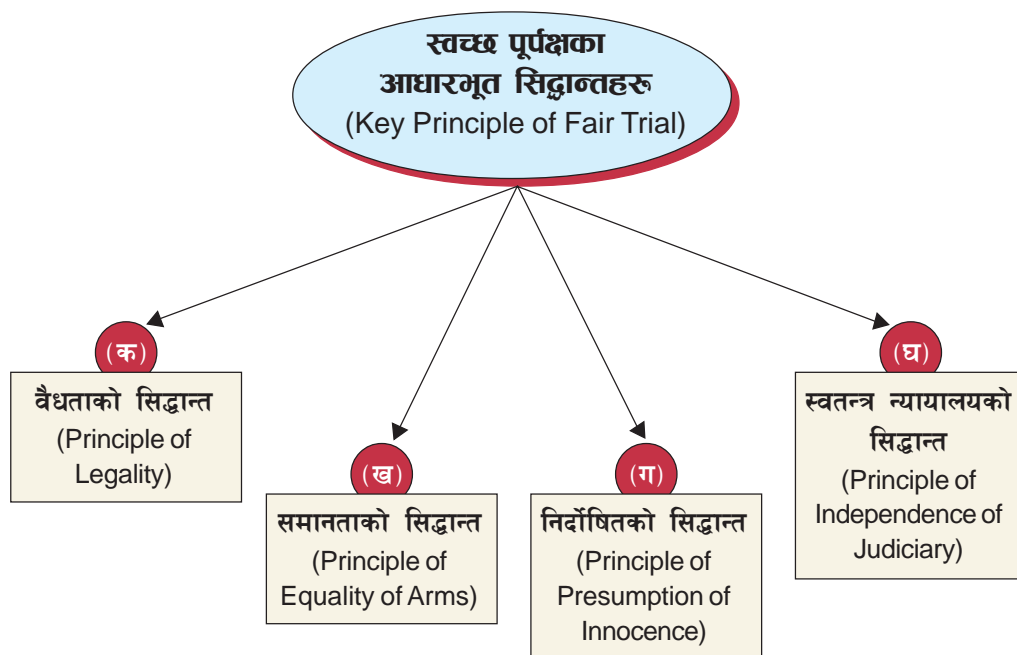 स्वच्छ पूर्पक्षका
आधारभूत सिद्धान्तहरू
(Key Principle of Fair Trial)
(क)
वैधताको सिद्धान्त
(Principle of
Legality)
(ख)
समानताको सिद्धान्त
(Principle of
Equality of Arms)
(ग)
निर्दोषितको सिद्धान्त
(Principle of
Presumption of
Innocence)
(घ)
स्वतन्त्र न्यायालयको
सिद्धान्त
(Principle of
Independence of
Judiciary)